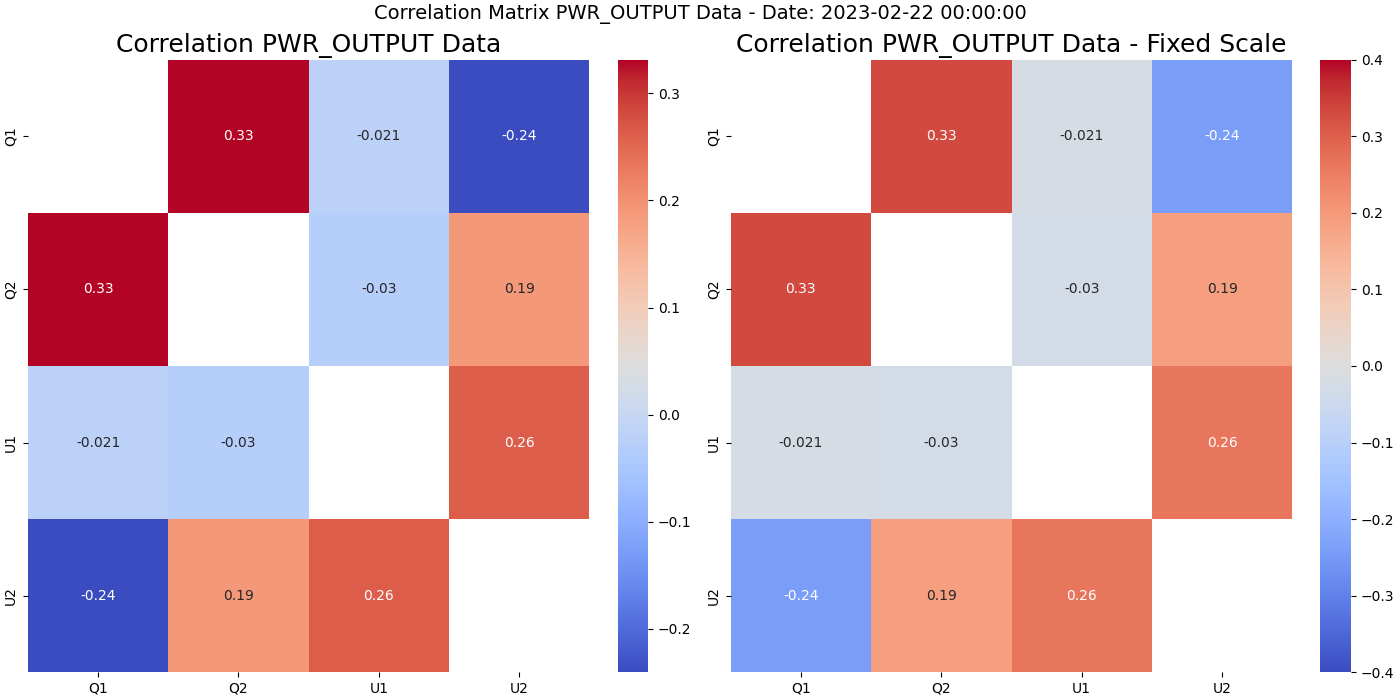 Correlation Matrix PWR_OUTPUT Data - Date: 2023-02-22 00:00:00
Correlation PWR_OUTPUT Data
Q1
0.33
-0.021
-0.24
Q2
0.33
-0.03
0.19
U1
-0.021
-0.03
0.26
U2
-0.24
0.19
0.26
Q1
Q2
U1
U2
0.3
0.2
0.1
0.0
−0.1
−0.2
Correlation PWR_OUTPUT Data - Fixed Scale
Q1
0.33
-0.021
-0.24
Q2
0.33
-0.03
0.19
U1
-0.021
-0.03
0.26
U2
-0.24
0.19
0.26
Q1
Q2
U1
U2
0.4
0.3
0.2
0.1
0.0
−0.1
−0.2
−0.3
−0.4